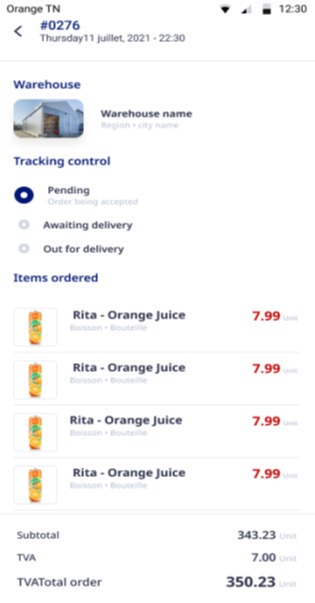 Orange TN 12:30
#0276
Thursday11 juillet, 2021 - 22:30
Warehouse
Warehouse name
Region • city name
Tracking control
Pending
Order being accepted
Awaiting delivery
Out for delivery
Items ordered
Rita - Orange Juice 7.99 Unit
Boisson • Bouteille
Rita - Orange Juice 7.99 Unit
Boisson • Bouteille
Rita - Orange Juice 7.99 Unit
Boisson • Bouteille
Rita - Orange Juice 7.99 Unit
Boisson • Bouteille
Subtotal 343.23 Unit
TVA 7.00 Unit
TVATotal order 350.23 Unit